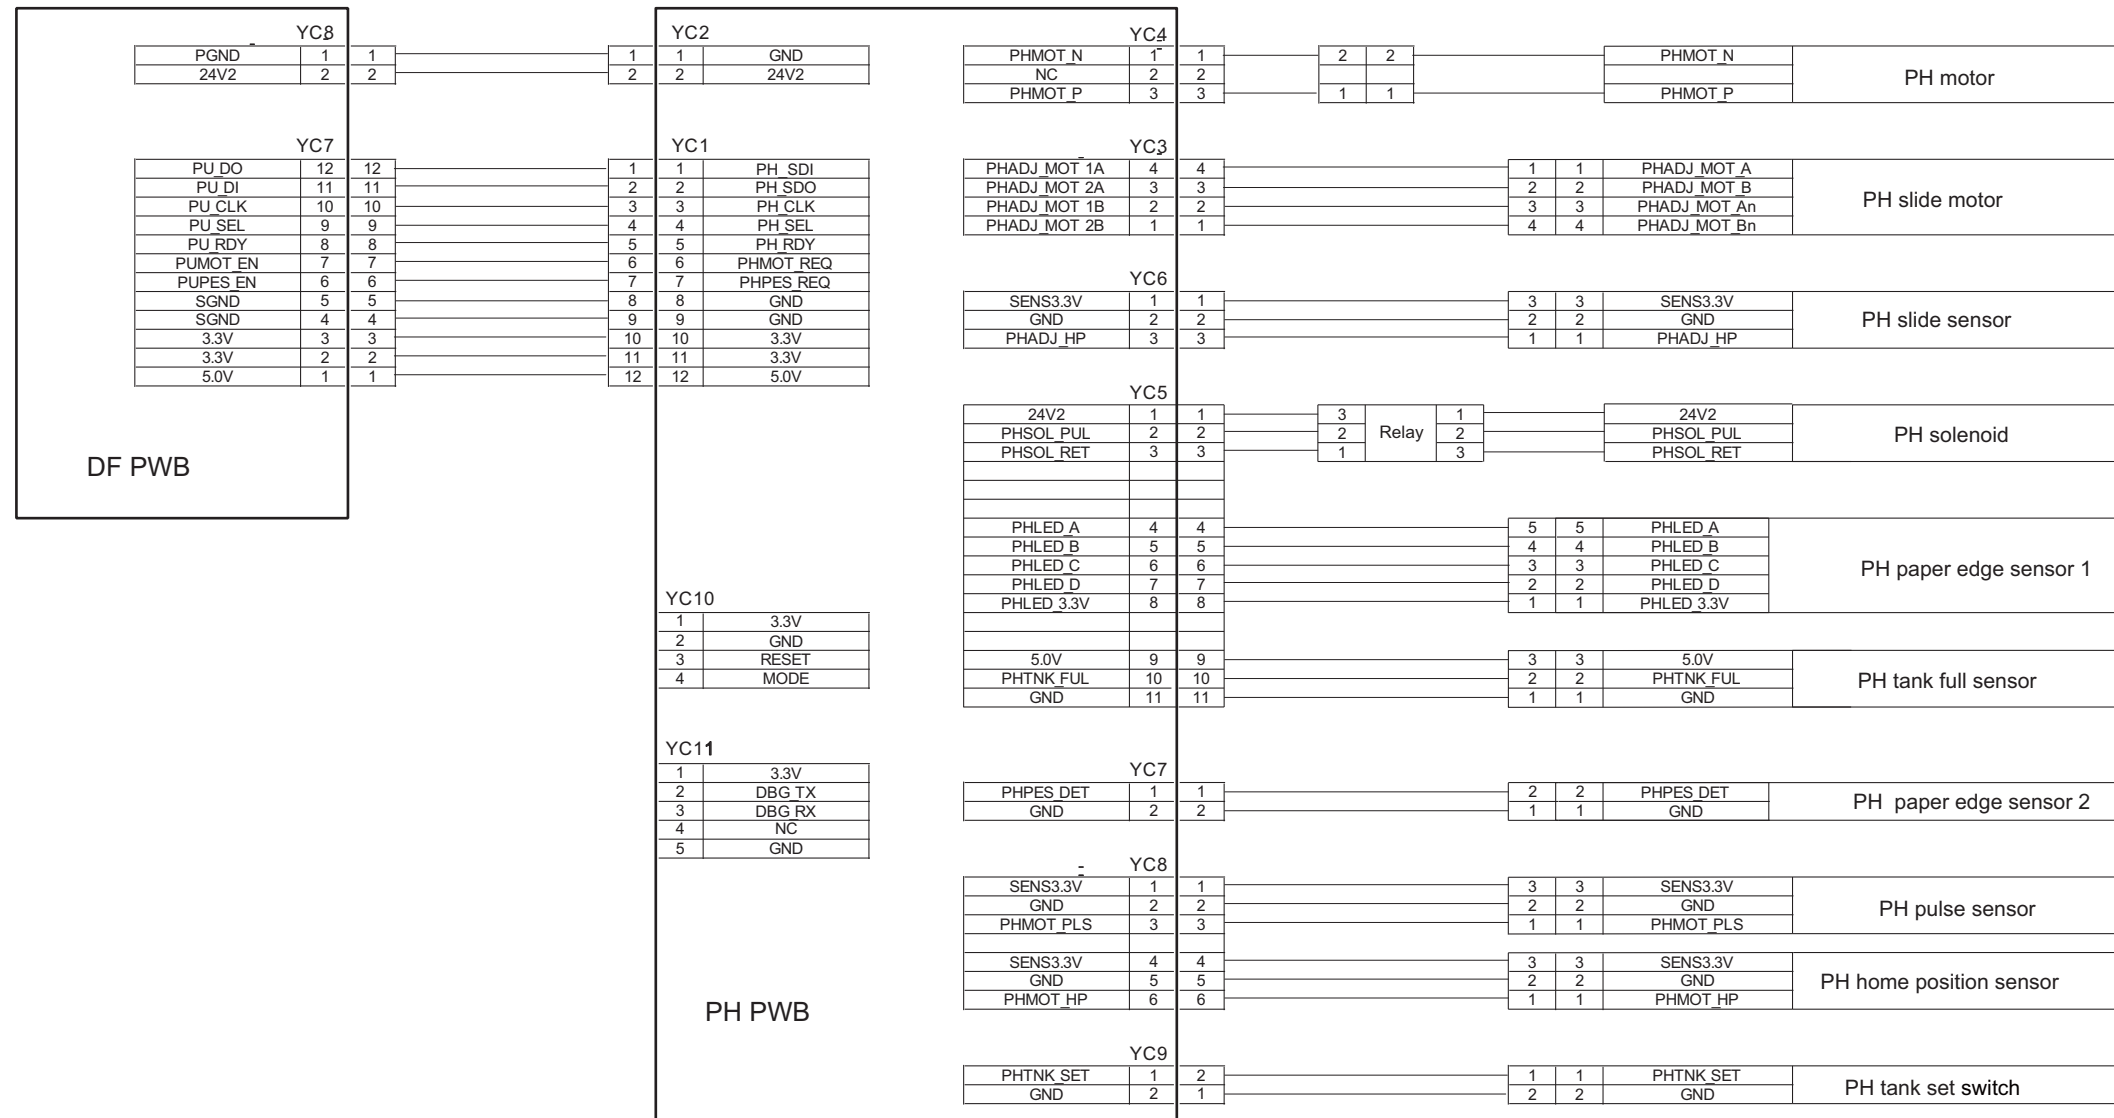 YC8
PGND 1 1
24V2 2 2
YC7
PU_DO 12 12
PU_DI 11 11
PU_CLK 10 10
PU_SEL 9 9
PU_RDY 8 8
PUMOT_EN 7 7
PUPES_EN 6 6
SGND 5 5
SGND 4 4
3.3V 3 3
3.3V 2 2
5.0V 1 1
DF PWB
YC2
1 1 GND
2 2 24V2
YC1
1 1 PH_SDI
2 2 PH_SDO
3 3 PH_CLK
4 4 PH_SEL
5 5 PH_RDY
6 6 PHMOT_REQ
7 7 PHPES_REQ
8 8 GND
9 9 GND
10 10 3.3V
11 11 3.3V
12 12 5.0V
YC10
1 3.3V
2 GND
3 RESET
4 MODE
YC11
1 3.3V
2 DBG_TX
3 DBG_RX
4 NC
5 GND
PH PWB
YC4
PHMOT_N 1 1 2 2 PHMOT_N
NC 2 2
PHMOT_P 3 3 1 1 PHMOT_P
PH motor
YC3
PHADJ_MOT 1A 4 4 1 1 PHADJ_MOT_A
PHADJ_MOT 2A 3 3 2 2 PHADJ_MOT_B
PHADJ_MOT 1B 2 2 3 3 PHADJ_MOT_An
PHADJ_MOT 2B 1 1 4 4 PHADJ_MOT_Bn
PH slide motor
YC6
SENS3.3V 1 1 3 3 SENS3.3V
GND 2 2 2 2 GND
PHADJ_HP 3 3 1 1 PHADJ_HP
PH slide sensor
YC5
24V2 1 1 3 1 24V2
PHSOL_PUL 2 2 2 Relay 2 PHSOL_PUL
PHSOL_RET 3 3 1 3 PHSOL_RET
PH solenoid
PHLED_A 4 4 5 5 PHLED_A
PHLED_B 5 5 4 4 PHLED_B
PHLED_C 6 6 3 3 PHLED_C
PHLED_D 7 7 2 2 PHLED_D
PHLED_3.3V 8 8 1 1 PHLED_3.3V
PH paper edge sensor 1
5.0V 9 9 3 3 5.0V
PHTNK_FUL 10 10 2 2 PHTNK_FUL
GND 11 11 1 1 GND
PH tank full sensor
YC7
PHPES_DET 1 1 2 2 PHPES_DET
GND 2 2 1 1 GND
PH paper edge sensor 2
YC8
SENS3.3V 1 1 3 3 SENS3.3V
GND 2 2 2 2 GND
PHMOT_PLS 3 3 1 1 PHMOT_PLS
PH pulse sensor
SENS3.3V 4 4 3 3 SENS3.3V
GND 5 5 2 2 GND
PHMOT_HP 6 6 1 1 PHMOT_HP
PH home position sensor
YC9
PHTNK_SET 1 2 1 1 PHTNK_SET
GND 2 1 2 2 GND
PH tank set switch